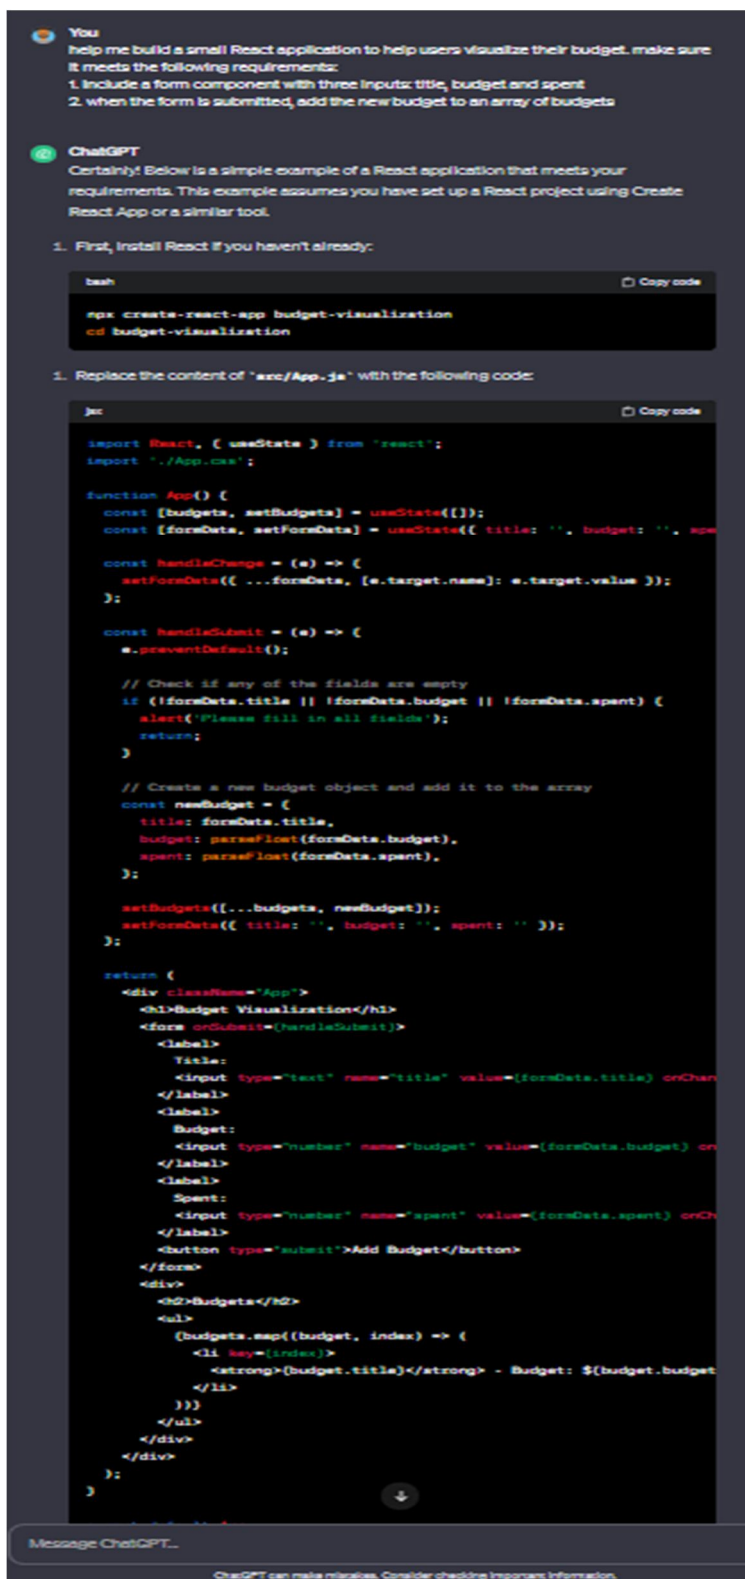 You
help me build a small React application to help users visualize their budget. make sure
it meets the following requirements:
1. include a form component with three inputs: title, budget and spent
2. when the form is submitted, add the new budget to an array of budgets
ChatGPT
Certainly! Below is a simple example of a React application that meets your
requirements. This example assumes you have set up a React project using Create
React App or a similar tool.
1. First, install React if you haven't already:
bash Copy code
npx create-react-app budget-visualization
cd budget-visualization
1. Replace the content of `src/App.js` with the following code:
jsx Copy code
import React, { useState } from 'react';
import './App.css';
function App() {
const [budgets, setBudgets] = useState([]);
const [formData, setFormData] = useState({ title: '', budget: '', spe
const handleChange = (e) => {
setFormData({ ...formData, [e.target.name]: e.target.value });
};
const handleSubmit = (e) => {
e.preventDefault();
// Check if any of the fields are empty
if (!formData.title || !formData.budget || !formData.spent) {
alert('Please fill in all fields');
return;
}
// Create a new budget object and add it to the array
const newBudget = {
title: formData.title,
budget: parseFloat(formData.budget),
spent: parseFloat(formData.spent),
};
setBudgets([...budgets, newBudget]);
setFormData({ title: '', budget: '', spent: '' });
};
return (
<div className="App">
<h1>Budget Visualization</h1>
<form onSubmit={handleSubmit}>
<label>
Title:
<input type="text" name="title" value={formData.title} onChan
</label>
<label>
Budget:
<input type="number" name="budget" value={formData.budget} on
</label>
<label>
Spent:
<input type="number" name="spent" value={formData.spent} onCh
</label>
<button type="submit">Add Budget</button>
</form>
<div>
<h2>Budgets</h2>
<ul>
{budgets.map((budget, index) => (
<li key={index}>
<strong>{budget.title}</strong> - Budget: ${budget.budget
</li>
))}
</ul>
</div>
</div>
);
}
Message ChatGPT...
ChatGPT can make mistakes. Consider checking important information.